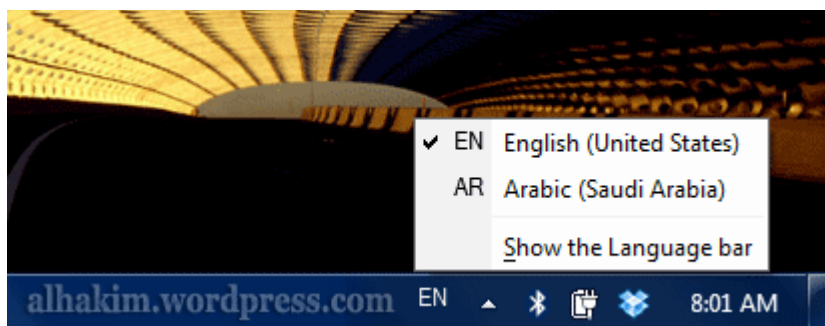 EN English (United States)
AR Arabic (Saudi Arabia)
Show the Language bar
alhakim.wordpress.com EN 8:01 AM